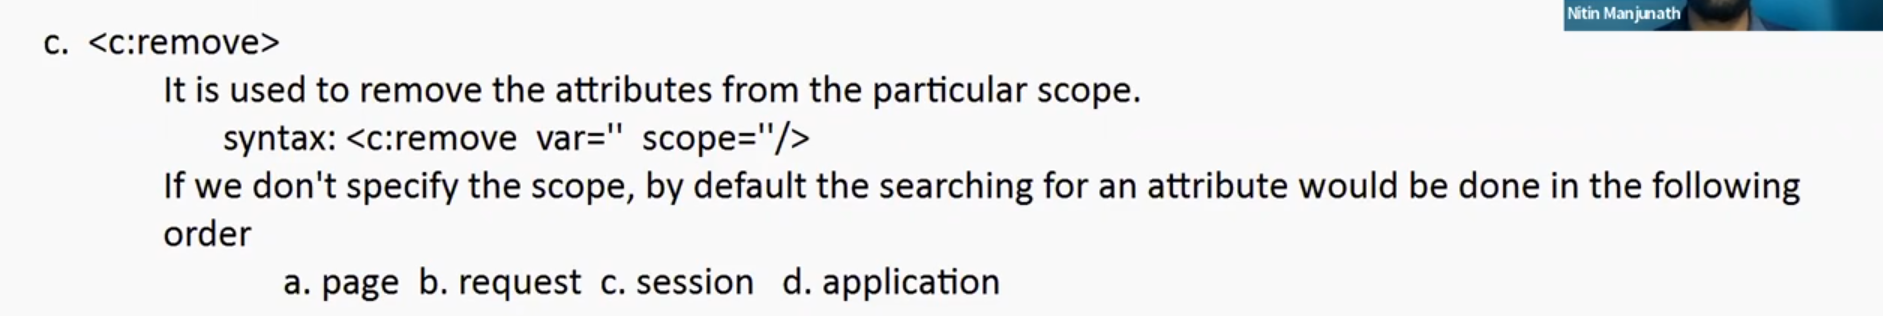 Nitin Manjunath
c. <c:remove>
It is used to remove the attributes from the particular scope.
syntax: <c:remove var='' scope=''/>
If we don't specify the scope, by default the searching for an attribute would be done in the following
order
a. page b. request c. session d. application